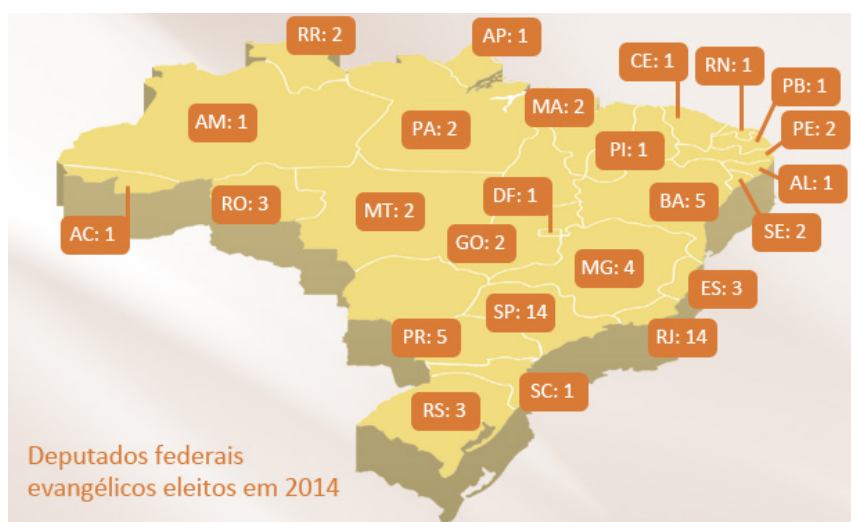 RR: 2
AP: 1
CE: 1
RN: 1
PB: 1
MA: 2
AM: 1
PA: 2
PE: 2
PI: 1
AL: 1
DF: 1
RO: 3
MT: 2
BA: 5
AC: 1
SE: 2
GO: 2
MG: 4
ES: 3
SP: 14
PR: 5
RJ: 14
SC: 1
RS: 3
Deputados federais
evangélicos eleitos em 2014